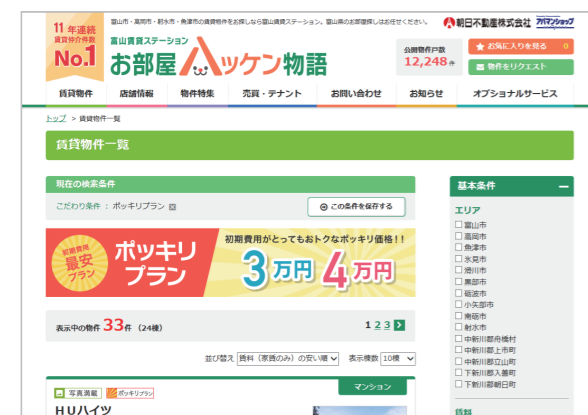 11年連続
賃貸仲介件数
No.1
富山市・高岡市・射水市・魚津市の賃貸物件をお探しなら富山賃貸ステーション。富山県のお部屋探しはお任せください。
富山賃貸ステーション
お部屋ハッケン物語
朝日不動産株式会社
アパマンショップ
公開物件戸数
12,248件
お気に入りを見る 0
物件をリクエスト
賃貸物件 店舗情報 物件特集 売買・テナント お問い合わせ お知らせ オプショナルサービス
トップ > 賃貸物件一覧
賃貸物件一覧
現在の検索条件
こだわり条件 : ポッキリプラン
この条件を保存する
初期費用
最安
プラン
ポッキリ
プラン
初期費用がとってもおトクなポッキリ価格!!
3万円 4万円
表示中の物件 33件 (24棟)
1 2 3
並び替え 賃料(家賃のみ)の安い順 表示棟数 10棟
写真満載 ポッキリプラン
マンション
HUハイツ
基本条件
エリア
富山市
高岡市
魚津市
氷見市
滑川市
黒部市
砺波市
小矢部市
南砺市
射水市
中新川郡舟橋村
中新川郡上市町
中新川郡立山町
下新川郡入善町
下新川郡朝日町
賃料